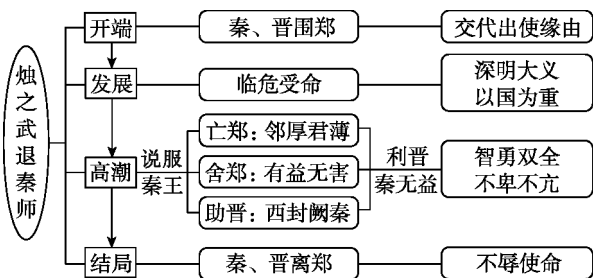 烛之武退秦师
开端
秦、晋围郑
交代出使缘由
发展
临危受命
深明大义
以国为重
高潮
说服
秦王
亡郑：邻厚君薄
舍郑：有益无害
助晋：西封阙秦
利晋
秦无益
智勇双全
不卑不亢
结局
秦、晋离郑
不辱使命